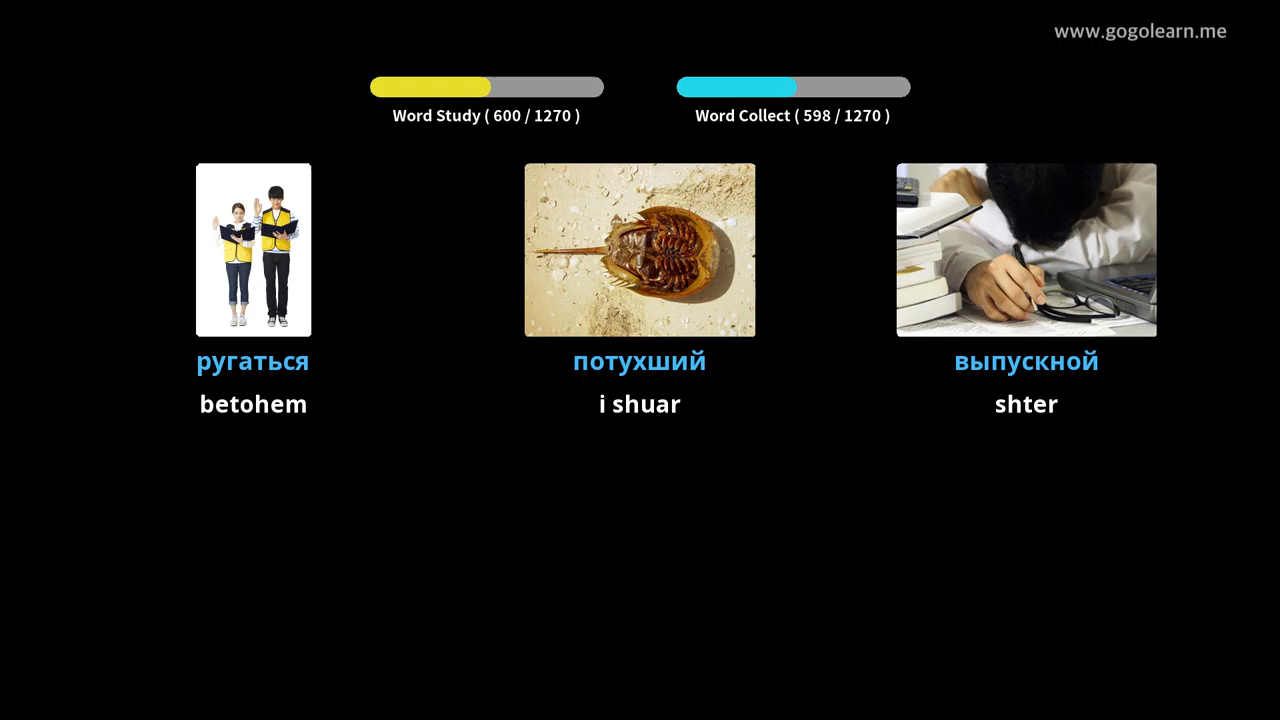 www.gogolearn.me
Word Study ( 600 / 1270 )
Word Collect ( 598 / 1270 )
ругаться
потухший
выпускной
betohem
i shuar
shter